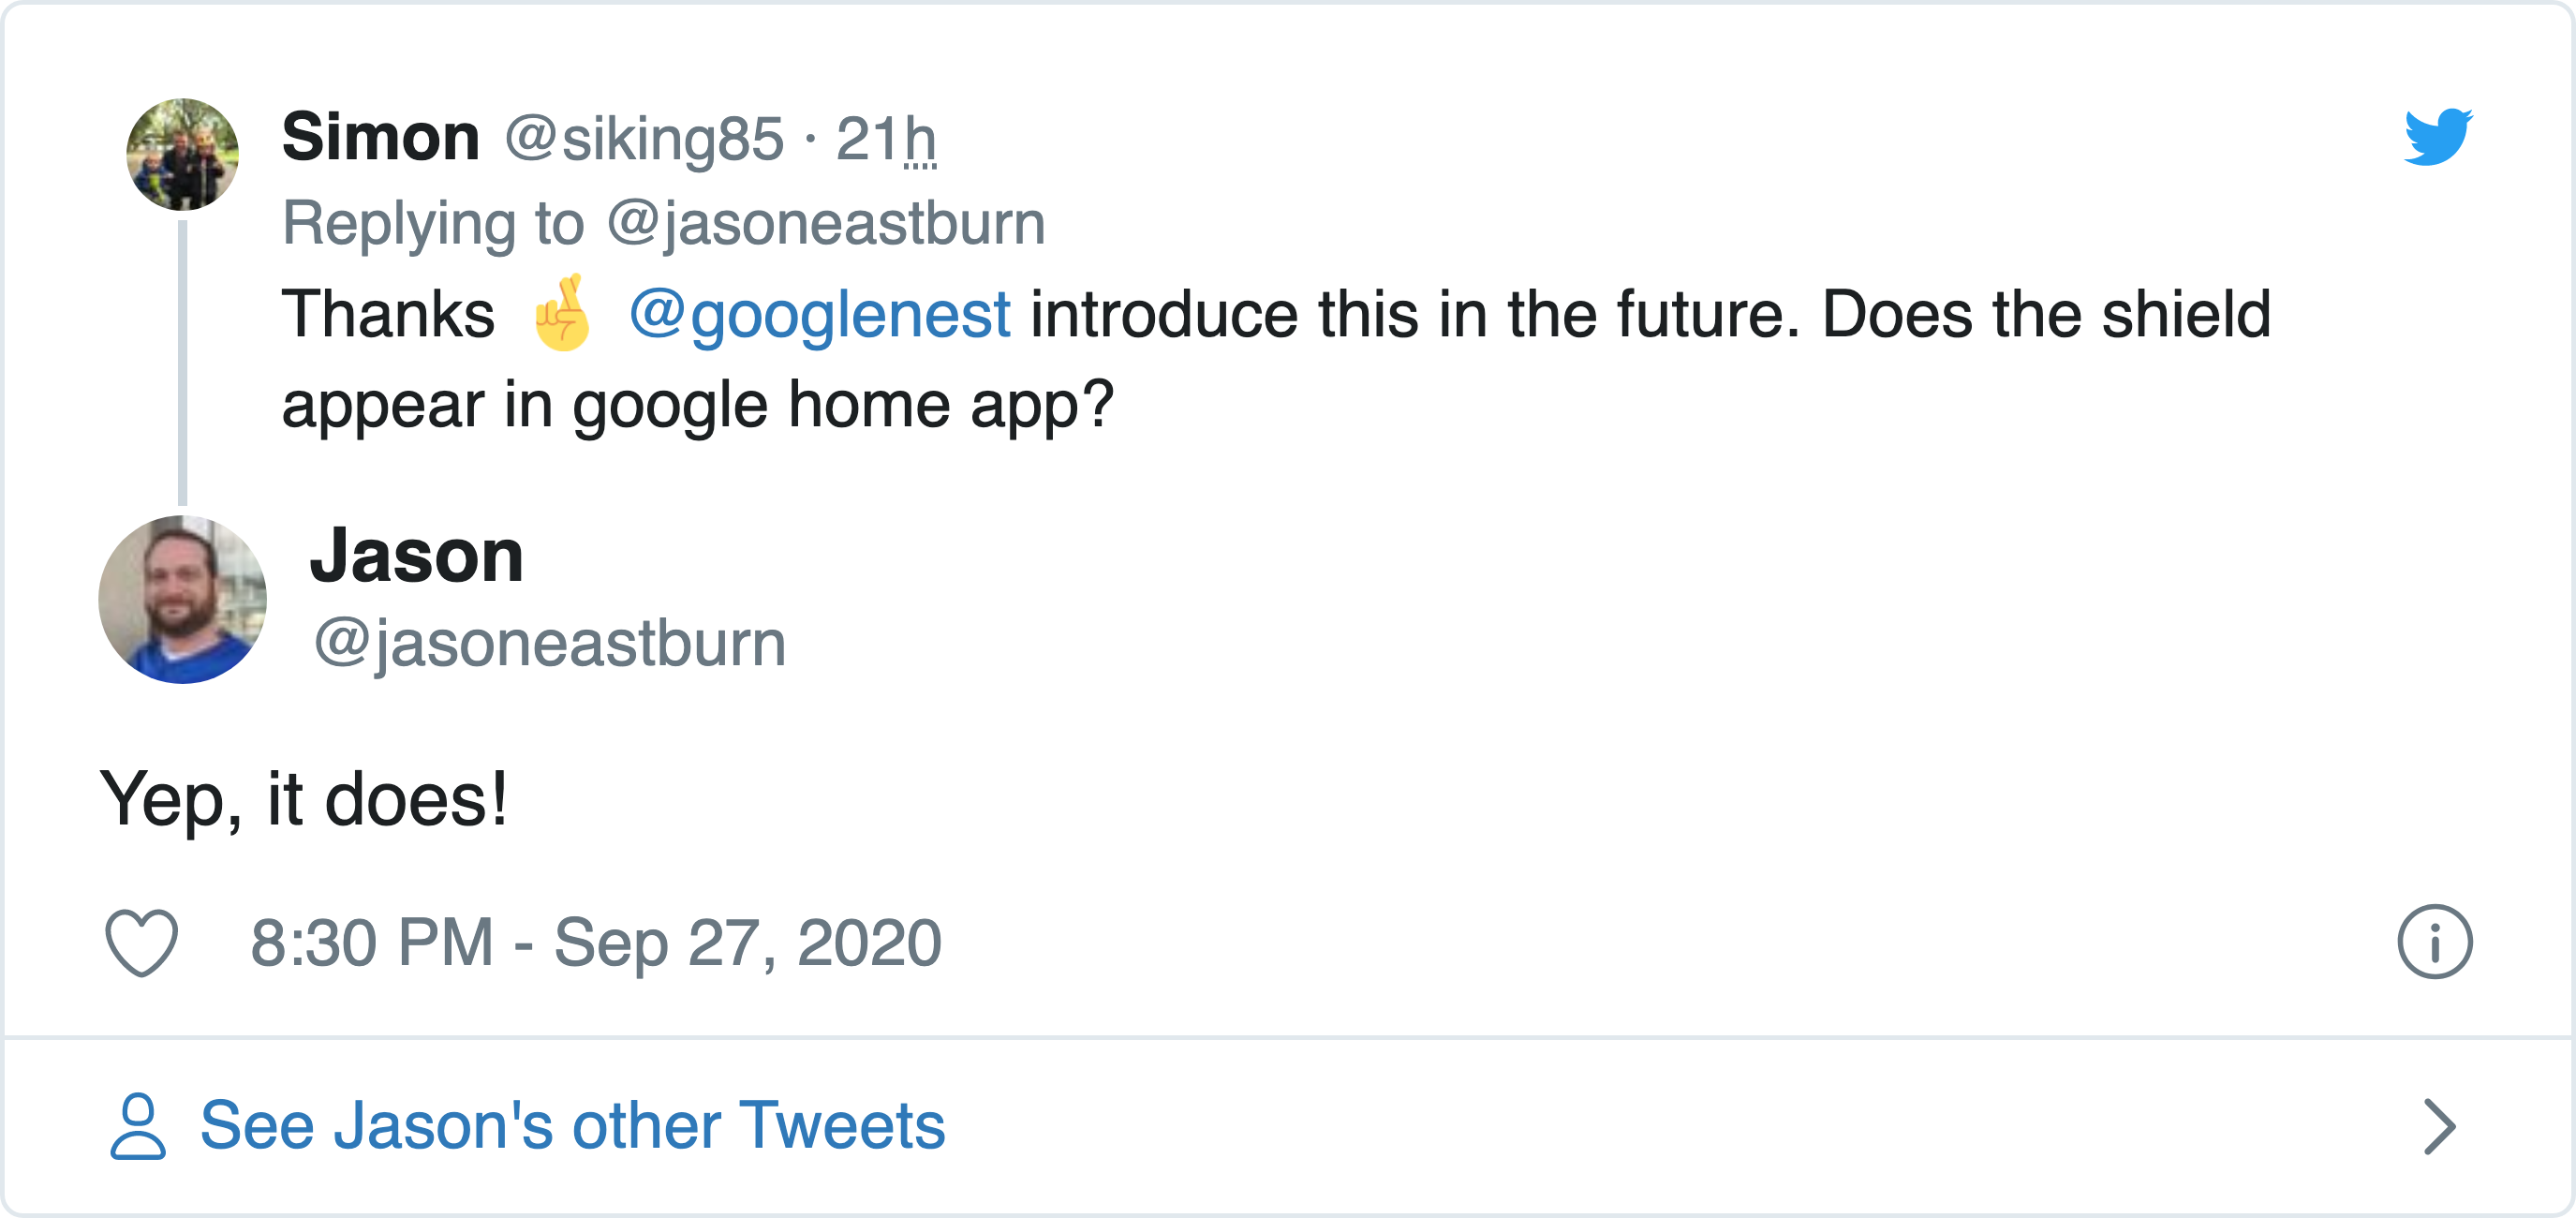 Simon @siking85 · 21h
Replying to @jasoneastburn
Thanks 🤞 @googlenest introduce this in the future. Does the shield
appear in google home app?
Jason
@jasoneastburn
Yep, it does!
8:30 PM - Sep 27, 2020
See Jason's other Tweets